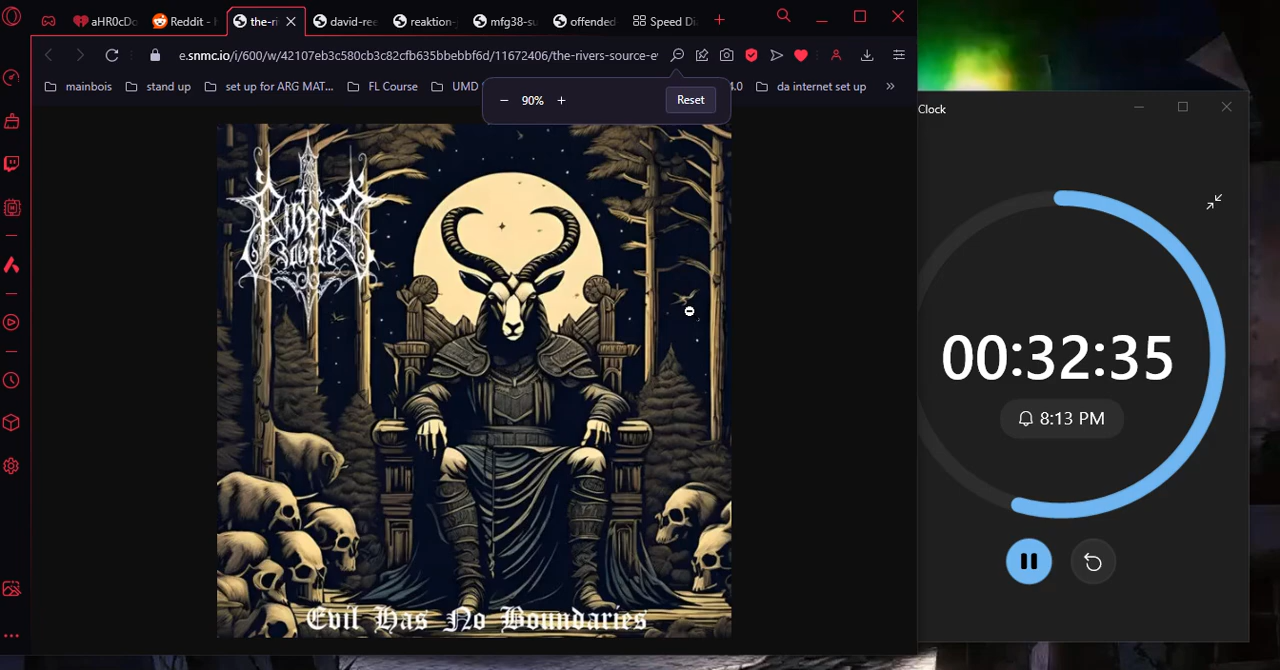 aHR0cDo
Reddit -
the-ri
david-ree
reaktion-
mfg38-su
offended
Speed Di
e.snmc.io/i/600/w/42107eb3c580cb3c82cfb635bbebbf6d/11672406/the-rivers-source-e
mainbois
stand up
set up for ARG MAT...
FL Course
UMD
4.0
da internet set up
»
90%
Reset
Clock
The
Rivers
Source
00:32:35
8:13 PM
Evil Has No Boundaries